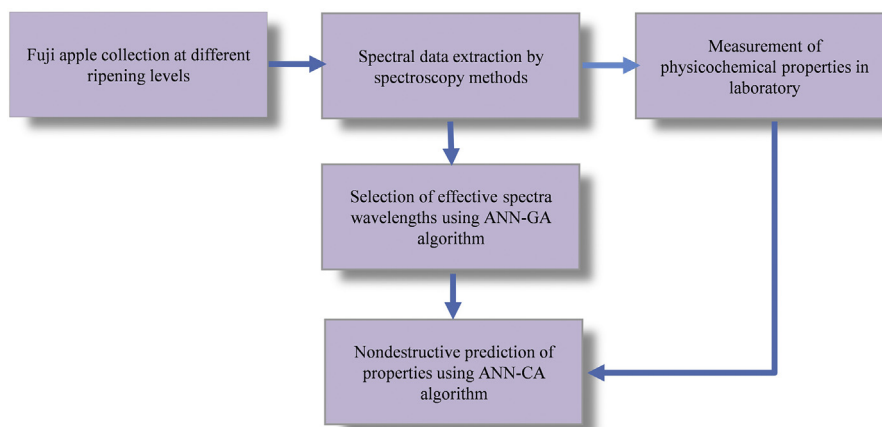 Fuji apple collection at different
ripening levels
Spectral data extraction by
spectroscopy methods
Measurement of
physicochemical properties in
laboratory
Selection of effective spectra
wavelengths using ANN-GA
algorithm
Nondestructive prediction of
properties using ANN-CA
algorithm